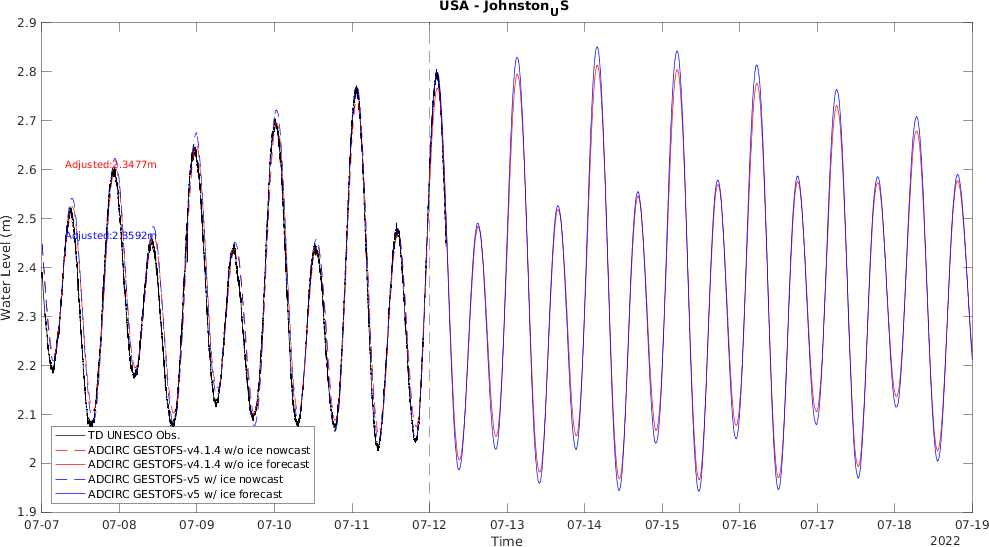 USA - Johnston_US
2.9
2.8
2.7
2.6
2.5
2.4
2.3
2.2
2.1
2
1.9
Water Level (m)
Adjusted:2.3477m
Adjusted:2.3592m
TD UNESCO Obs.
ADCIRC GESTOFS-v4.1.4 w/o ice nowcast
ADCIRC GESTOFS-v4.1.4 w/o ice forecast
ADCIRC GESTOFS-v5 w/ ice nowcast
ADCIRC GESTOFS-v5 w/ ice forecast
07-07 07-08 07-09 07-10 07-11 07-12 07-13 07-14 07-15 07-16 07-17 07-18 07-19
Time
2022